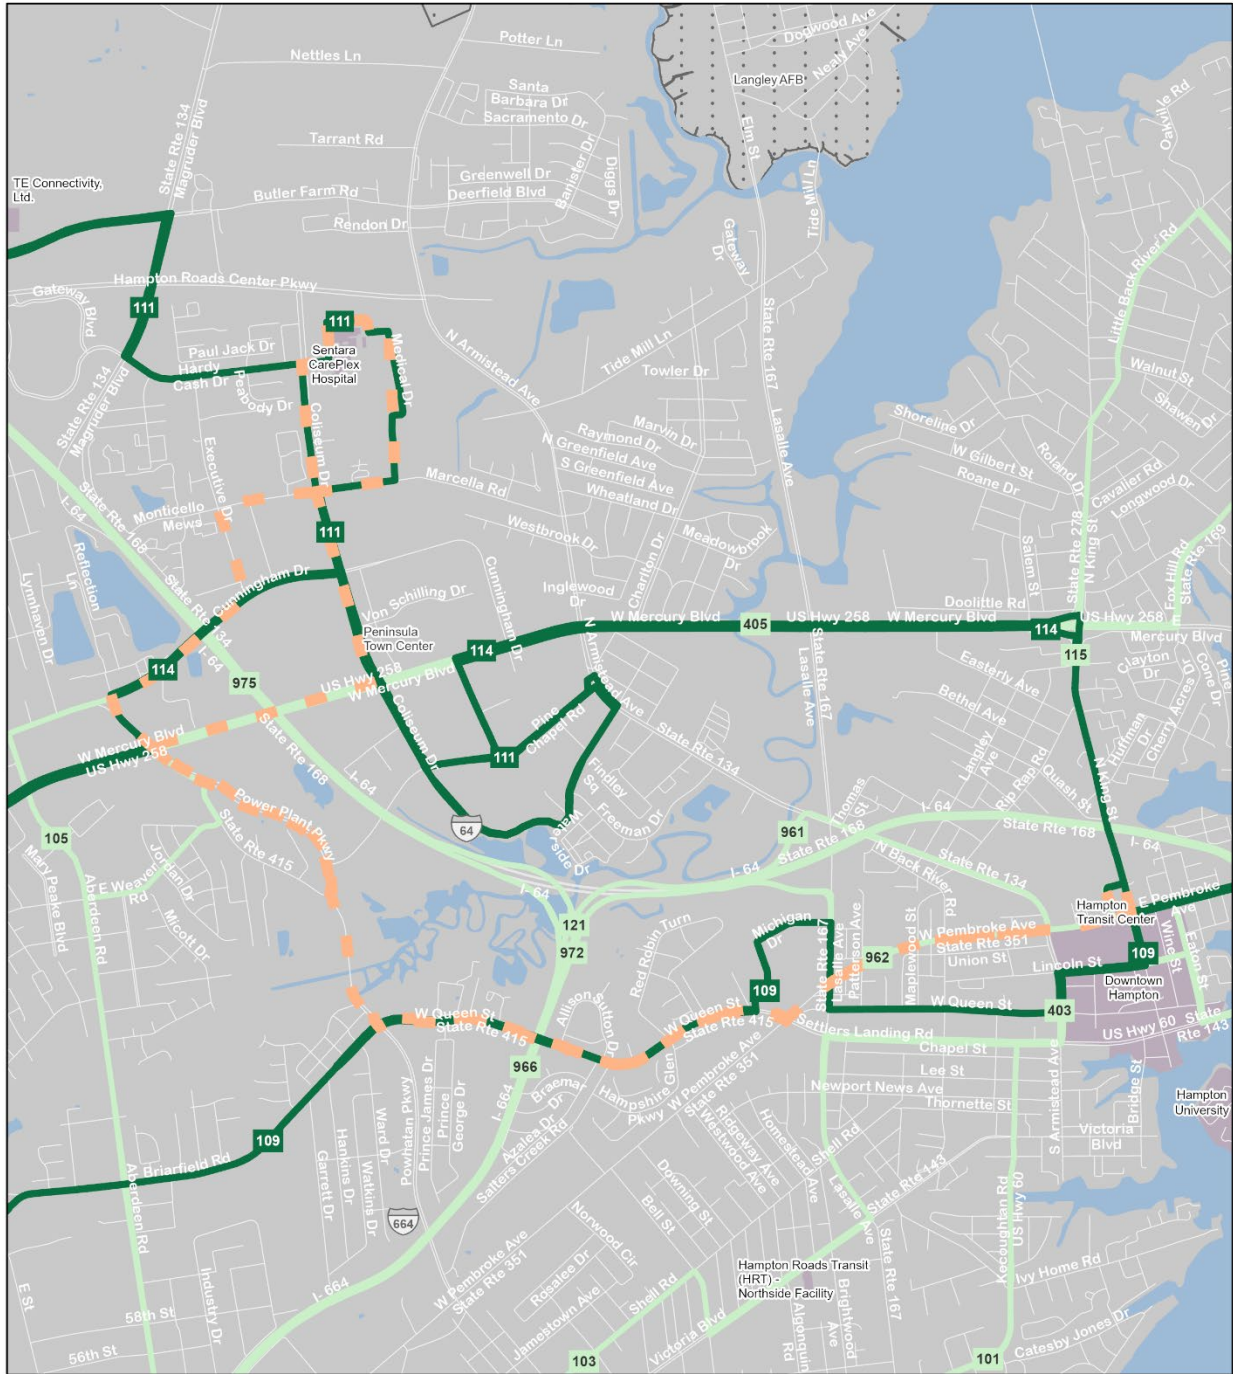 Dogwood Ave
Nealy Ave
Potter Ln
Nettles Ln
Langley AFB
State Rte 134
Magruder Blvd
Santa
Barbara Dr
Sacramento Dr
Oakville Rd
Elm St
Tarrant Rd
Banister Dr
Diggs Dr
Greenwell Dr
Deerfield Blvd
TE Connectivity,
Ltd.
Butler Farm Rd
Rendon Dr
Tide Mill Ln
Gateway
Dr
Little Back River Rd
Hampton Roads Center Pkwy
Gateway Blvd
111
111
State Rte 167
N Armistead Ave
Paul Jack Dr
Hardy
Cash Dr
Sentara
CarePlex
Hospital
Medical Dr
Tide Mill Ln
Towler Dr
Walnut St
Shawen Dr
State Rte 134
Magruder Blvd
Peabody Dr
Coliseum Dr
Lasalle Ave
Shoreline Dr
Marvin Dr
Raymond Dr
N Greenfield Ave
S Greenfield Ave
Wheatland Dr
W Gilbert St
Roane Dr
Roland Dr
Cavalier Rd
Longwood Dr
Executive Dr
Marcella Rd
State Rte 168
I-64
Monticello
Mews
111
Westbrook Dr
Meadowbrook
Dr
State Rte 278
N King St
Salem St
Fox Hill Rd
State Rte 169
Lynnhaven Dr
Reflection
Ln
Cunningham Dr
Cunningham Dr
Charlton Dr
Inglewood
Dr
Von Schilling Dr
Doolittle Rd
State Rte 134
I-64
Peninsula
Town Center
N Armistead Ave
W Mercury Blvd
405
US Hwy 258
W Mercury Blvd
114
US Hwy 258
E
Mercury Blvd
114
114
115
State Rte 167
Lasalle Ave
Easterly Ave
Clayton
Dr
Pine
Cone Dr
Cherry Acres Dr
Huffman
Dr
975
US Hwy 258
W Mercury Blvd
Bethel Ave
Pine
Chapel Rd
W Mercury Blvd
US Hwy 258
State Rte 168
Coliseum Dr
111
State Rte 134
Langley
Ave
Rip Rap Rd
Quash St
N King St
I-64
Findley
Sq
Freeman Dr
Power Plant Pkwy
State Rte 415
64
Waterside Dr
Thomas
St
961
State Rte 168
I-64
State Rte 168
I-64
105
Mary Peake Blvd
Aberdeen Rd
E Weaver
Rd
Jordan Dr
Micott Dr
I-64
N Back River
Rd
State Rte 134
Hampton
Transit Center
E Pembroke
Ave
121
972
Red Robin Turn
Michigan
Dr
State Rte 167
Lasalle Ave
Patterson Ave
962
Maplewood St
W Pembroke Ave
State Rte 351
Union St
109
Wine St
Eaton St
Lincoln St
Downtown
Hampton
109
W Queen St
State Rte 415
Allison Sutton Dr
W Queen St
State Rte 415
W Queen St
403
Settlers Landing Rd
US Hwy 60
State
Rte 143
966
I-664
Chapel St
Lee St
Newport News Ave
Thornette St
Hampshire Gleu
Pkwy
W Pembroke Ave
State Rte 351
Braemar
Dr
Azalea Dr
Salters Creek Rd
Ward Dr
Powhatan Pkwy
Prince James Dr
Prince
George Dr
Hankins Dr
Garrett Dr
Watkins Dr
Ridgeway Ave
Westwood Ave
Homestead Ave
Shell Rd
S Armistead Ave
Victoria
Blvd
Bridge St
Hampton
University
109
E Briarfield Rd
Aberdeen Rd
Downing St
Bell St
Lasalle Ave
State Rte 143
Kecoughtan Rd
US Hwy 60
664
Norwood Cir
W Pembroke Ave
State Rte 351
Rosalee Dr
Jamestown Ave
Hampton Roads Transit
(HRT) -
Northside Facility
State Rte 167
Ivy Home Rd
E St
58th St
56th St
Industry Dr
I-664
Shell Rd
Victoria Blvd
Algonquin
Rd
Brightwood
Ave
Catesby Jones Dr
103
101